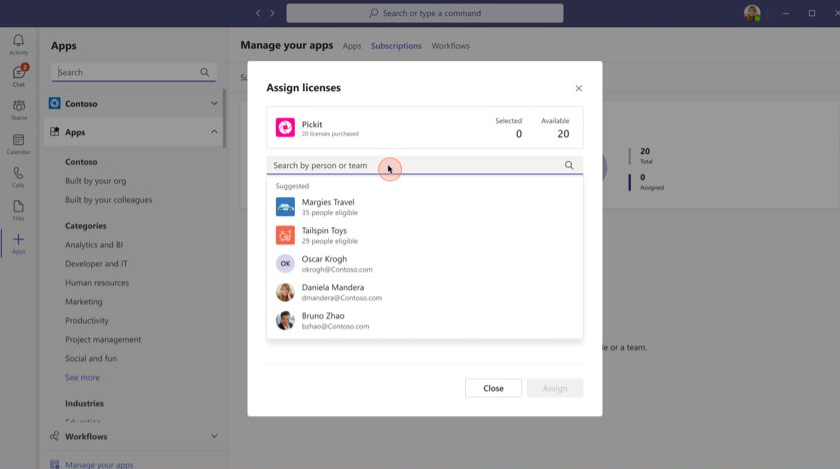 Search or type a command
Activity
Chat
2
Teams
Calendar
Calls
Files
Apps
Apps
Search
Contoso
Apps
Contoso
Built by your org
Built by your colleagues
Categories
Analytics and BI
Developer and IT
Human resources
Marketing
Productivity
Project management
Social and fun
See more
Industries
Workflows
Manage your apps
Manage your apps
Apps
Subscriptions
Workflows
Assign licenses
Pickit
20 licenses purchased
Selected
0
Available
20
Search by person or team
Suggested
Margies Travel
35 people eligible
Tailspin Toys
29 people eligible
OK
Oscar Krogh
okrogh@Contoso.com
Daniela Mandera
dmandera@Contoso.com
Bruno Zhao
bzhao@Contoso.com
Close
Assign
20
Total
0
Assigned
or a team.